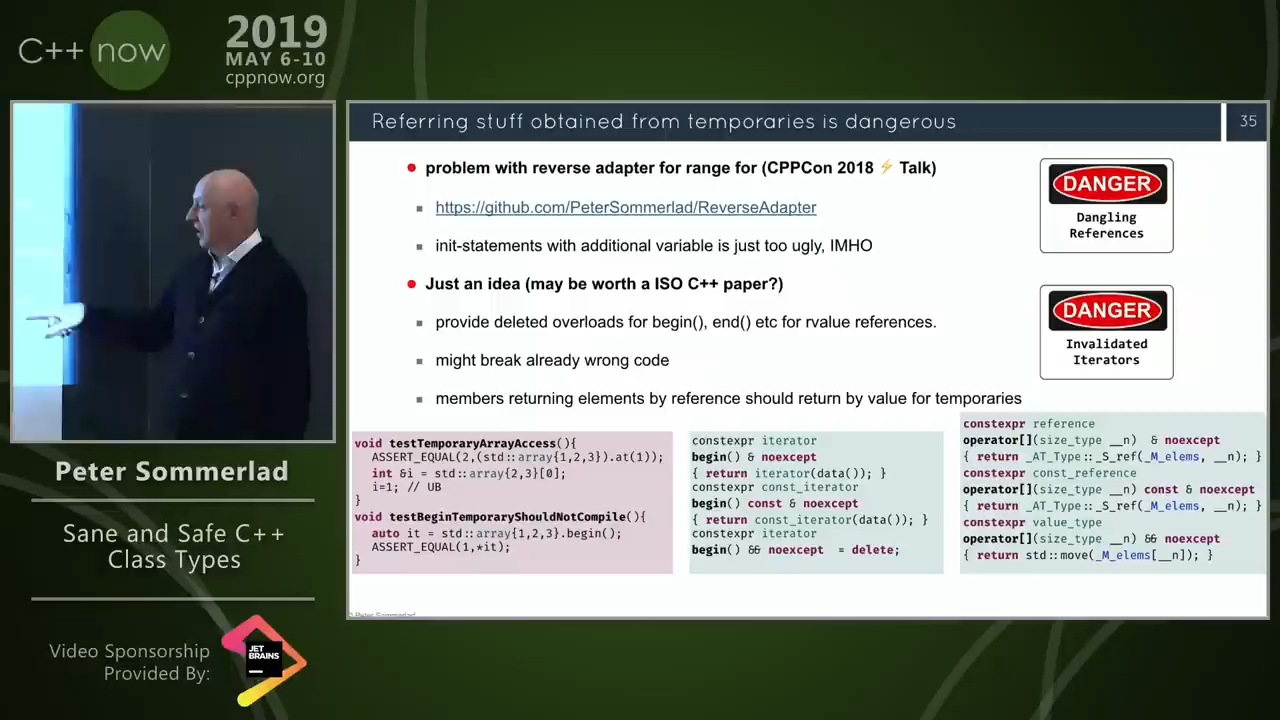 C++ now
2019
MAY 6-10
cppnow.org
Referring stuff obtained from temporaries is dangerous
35
problem with reverse adapter for range for (CPPCon 2018 ⚡ Talk)
https://github.com/PeterSommerlad/ReverseAdapter
init-statements with additional variable is just too ugly, IMHO
Just an idea (may be worth a ISO C++ paper?)
provide deleted overloads for begin(), end() etc for rvalue references.
might break already wrong code
members returning elements by reference should return by value for temporaries
DANGER
Dangling
References
DANGER
Invalidated
Iterators
void testTemporaryArrayAccess(){
ASSERT_EQUAL(2,(std::array{1,2,3}).at(1));
int &i = std::array{2,3}[0];
i=1; // UB
}
void testBeginTemporaryShouldNotCompile(){
auto it = std::array{1,2,3}.begin();
ASSERT_EQUAL(1,*it);
}
constexpr iterator
begin() & noexcept
{ return iterator(data()); }
constexpr const_iterator
begin() const & noexcept
{ return const_iterator(data()); }
constexpr iterator
begin() && noexcept = delete;
constexpr reference
operator[](size_type __n) & noexcept
{ return _AT_Type::_S_ref(_M_elems, __n); }
constexpr const_reference
operator[](size_type __n) const & noexcept
{ return _AT_Type::_S_ref(_M_elems, __n); }
constexpr value_type
operator[](size_type __n) && noexcept
{ return std::move(_M_elems[__n]); }
© Peter Sommerlad
Peter Sommerlad
Sane and Safe C++
Class Types
Video Sponsorship
Provided By:
JET
BRAINS